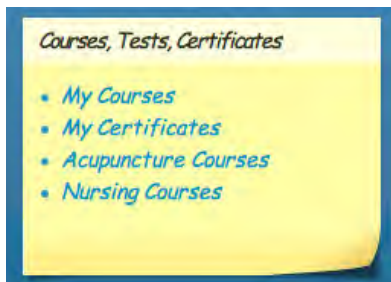 Courses, Tests, Certificates
• My Courses
• My Certificates
• Acupuncture Courses
• Nursing Courses